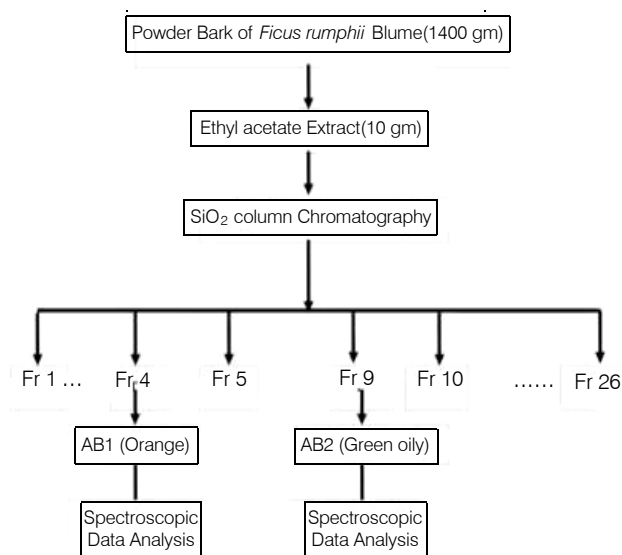 Powder Bark of Ficus rumphii Blume(1400 gm)
Ethyl acetate Extract(10 gm)
SiO₂ column Chromatography
Fr 1 ... Fr 4 Fr 5 Fr 9 Fr 10 ...... Fr 26
AB1 (Orange) AB2 (Green oily)
Spectroscopic
Data Analysis
Spectroscopic
Data Analysis